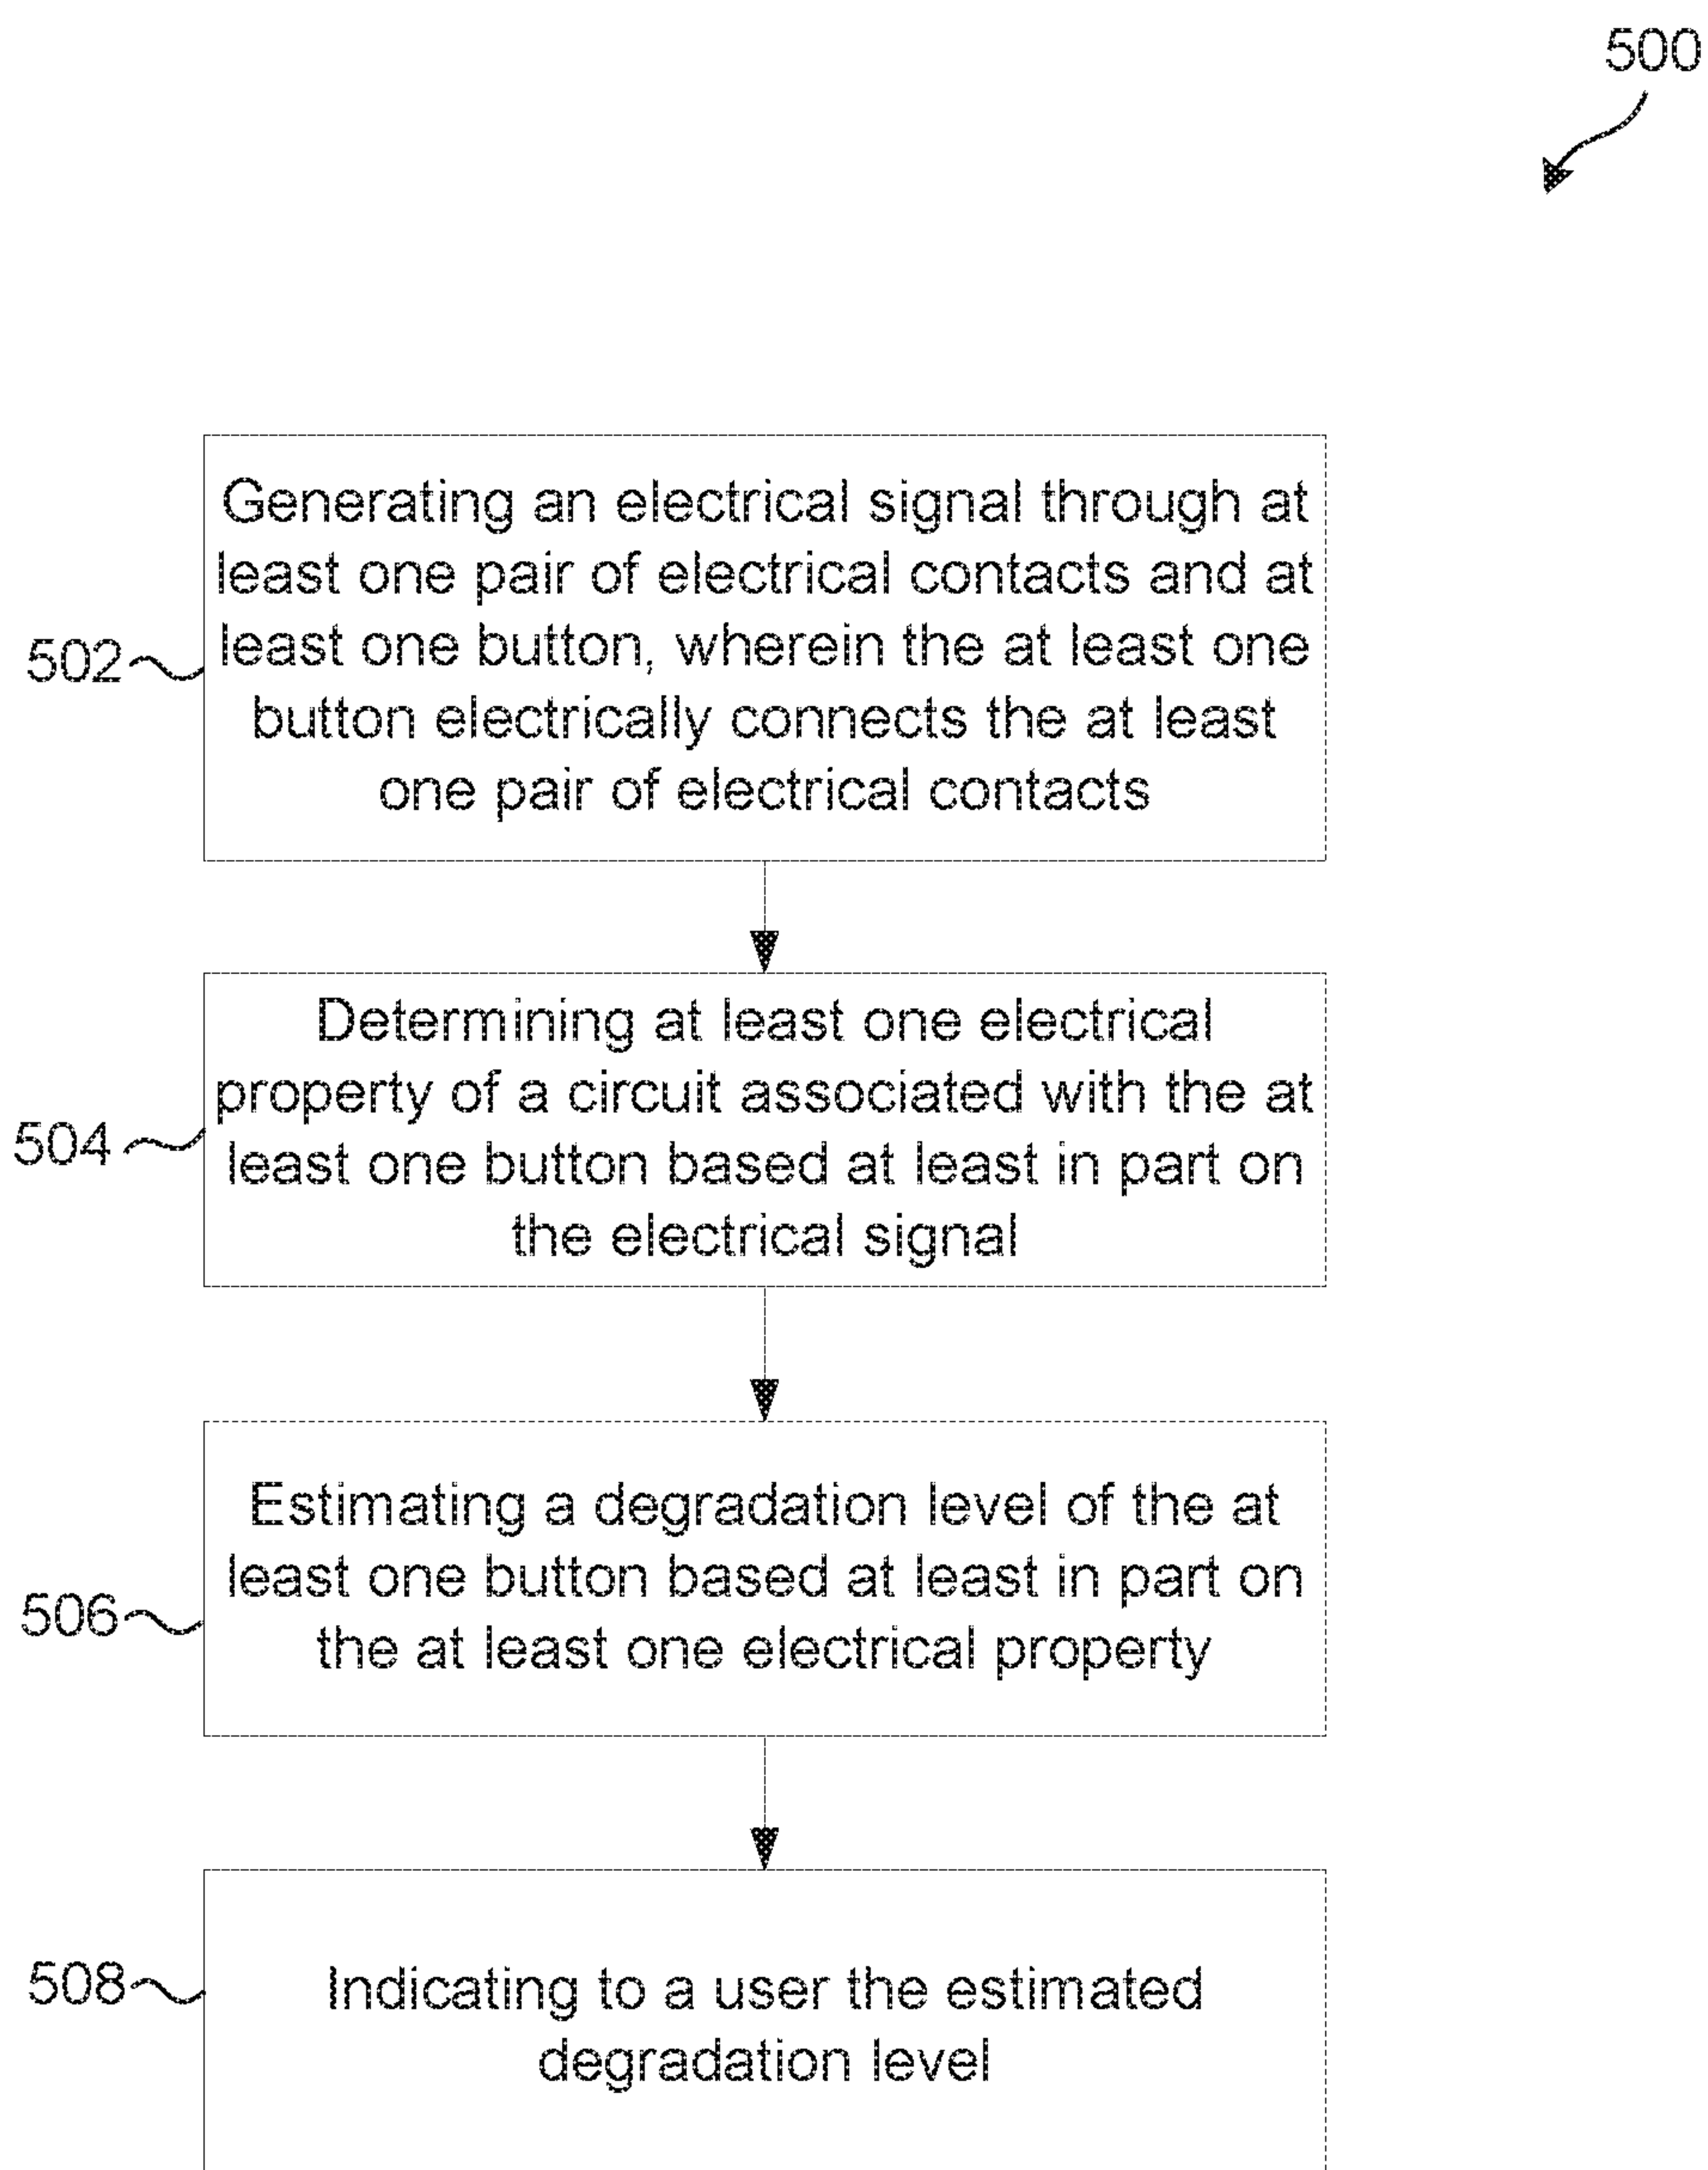 500
502
Generating an electrical signal through at
least one pair of electrical contacts and at
least one button, wherein the at least one
button electrically connects the at least
one pair of electrical contacts
504
Determining at least one electrical
property of a circuit associated with the at
least one button based at least in part on
the electrical signal
506
Estimating a degradation level of the at
least one button based at least in part on
the at least one electrical property
508
Indicating to a user the estimated
degradation level